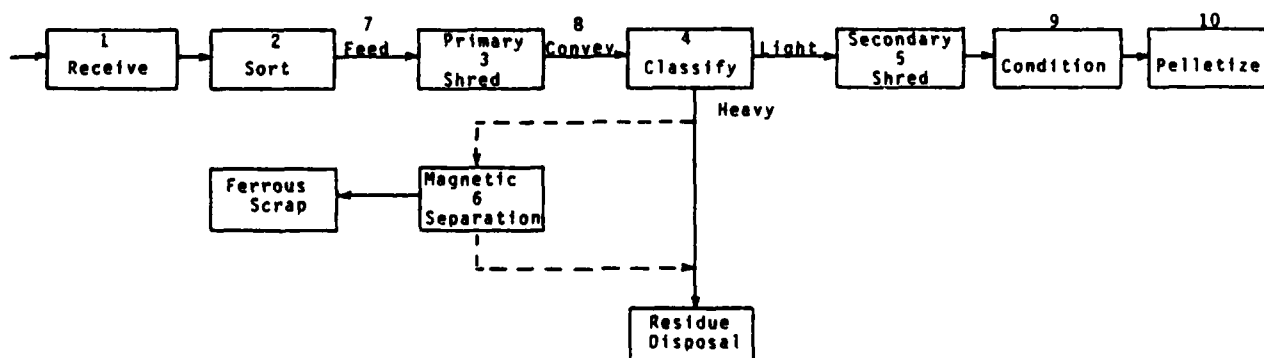 1
Receive
2
Sort
7
Feed
Primary
3
Shred
8
Convey
4
Classify
Light
Secondary
5
Shred
9
Condition
10
Pelletize
Heavy
Ferrous
Scrap
Magnetic
6
Separation
Residue
Disposal